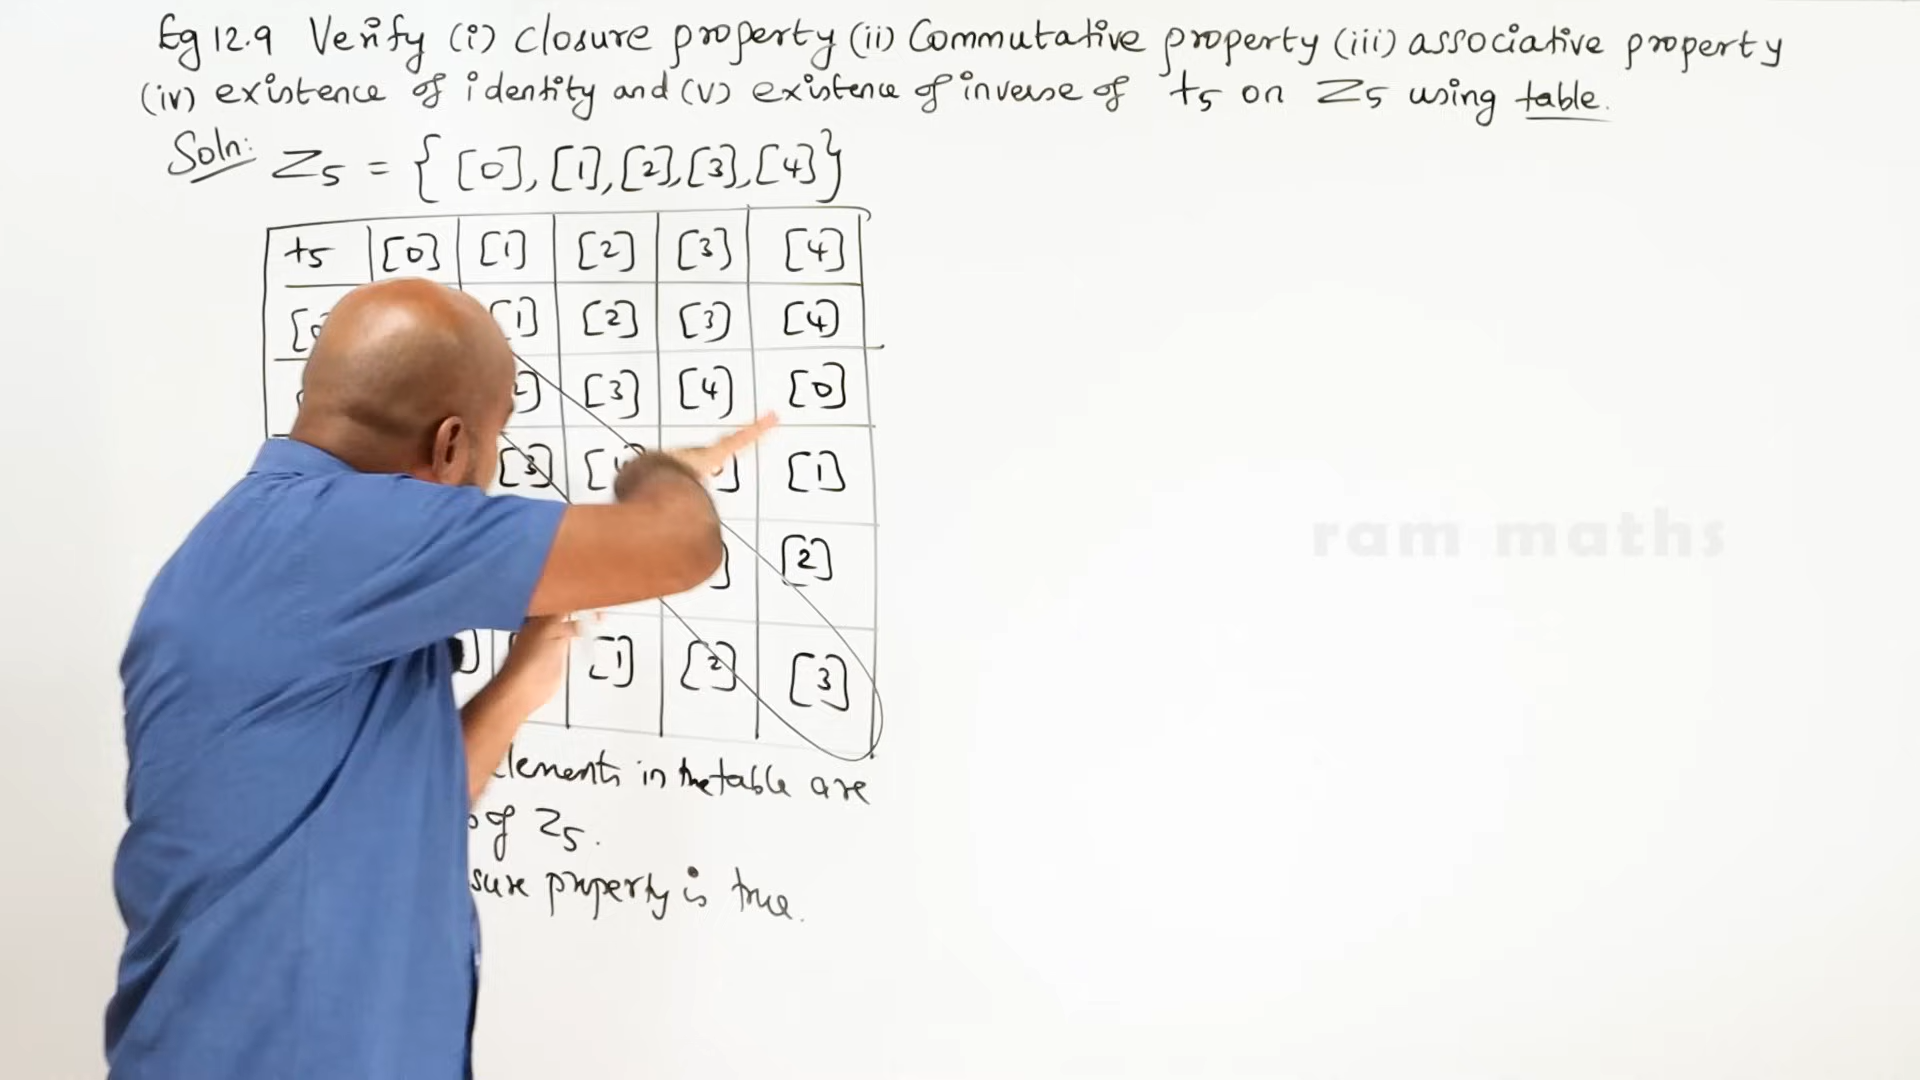 Eg 12.9 Verify (i) Closure property (ii) Commutative property (iii) associative property
(iv) existence of identity and (v) existence of inverse of +5 on Z5 using table.
Soln: Z5 = { [0], [1], [2], [3], [4] }
+5 [0] [1] [2] [3] [4]
[1] [2] [3] [4]
[3] [4] [0]
[3] [1]
[2]
[1] [2] [3]
elements in the table are
of Z5.
property is true.
ram maths